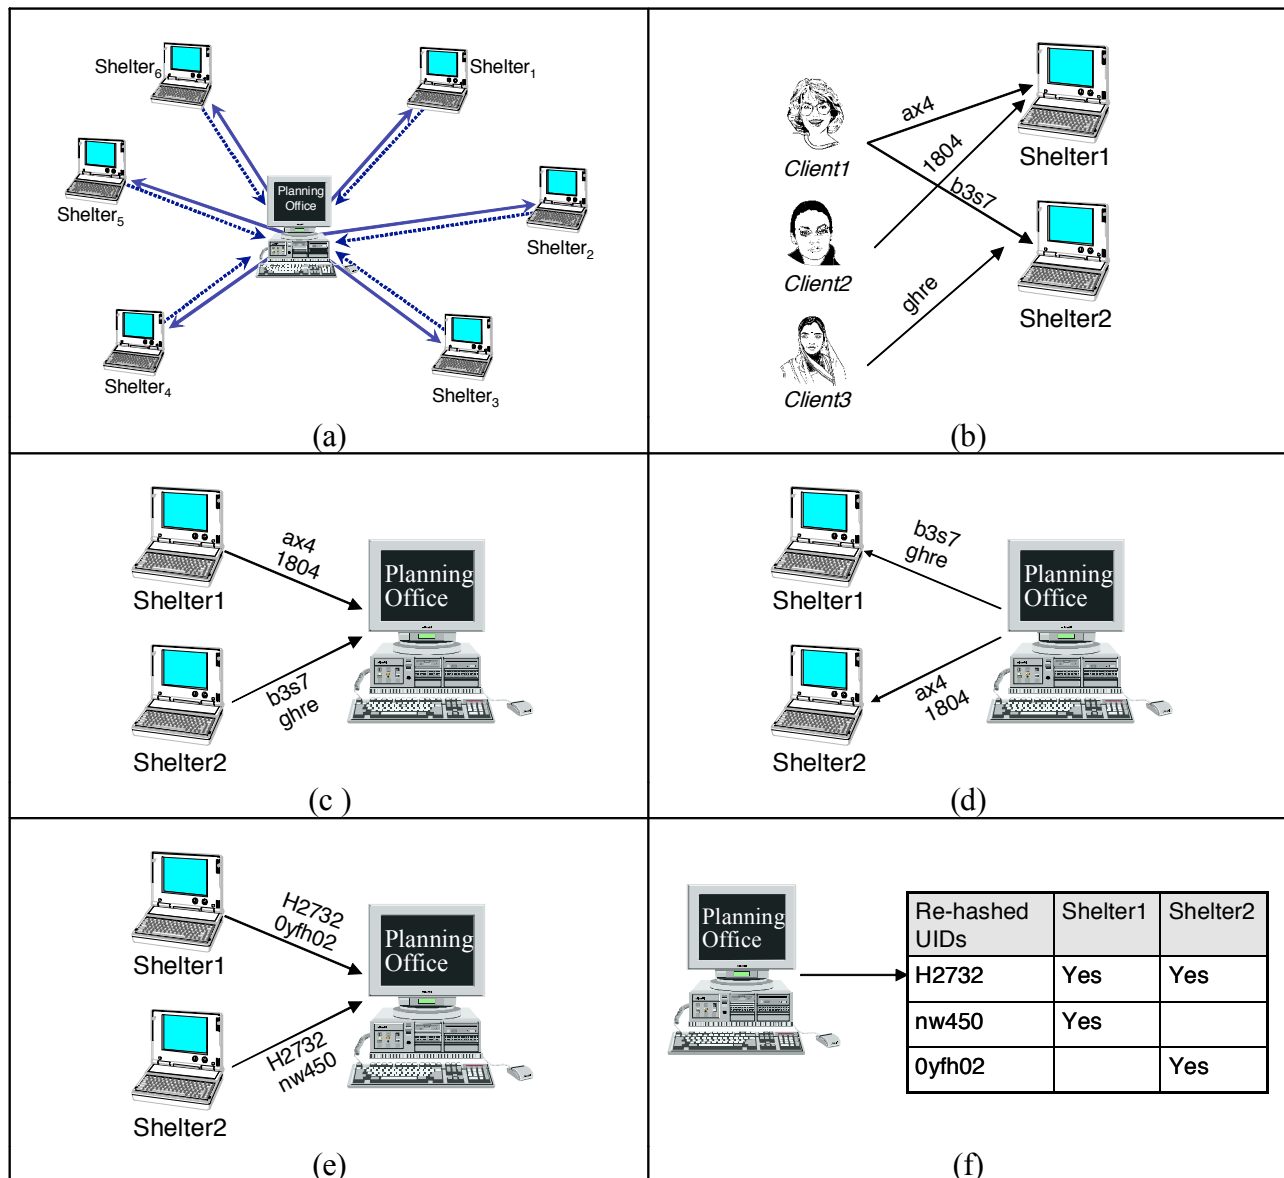 Shelter6
Shelter1
Planning
Office
Shelter5
Shelter2
Shelter4
Shelter3
(a)
Client1
ax4
1804
b3s7
Shelter1
Client2
ghre
Shelter2
Client3
(b)
ax4
1804
Planning
Office
Shelter1
b3s7
ghre
Shelter2
(c )
b3s7
ghre
Planning
Office
Shelter1
ax4
1804
Shelter2
(d)
H2732
0yfh02
Planning
Office
Shelter1
H2732
nw450
Shelter2
(e)
Planning
Office
Re-hashed UIDs Shelter1 Shelter2
H2732 Yes Yes
nw450 Yes
0yfh02 Yes
(f)